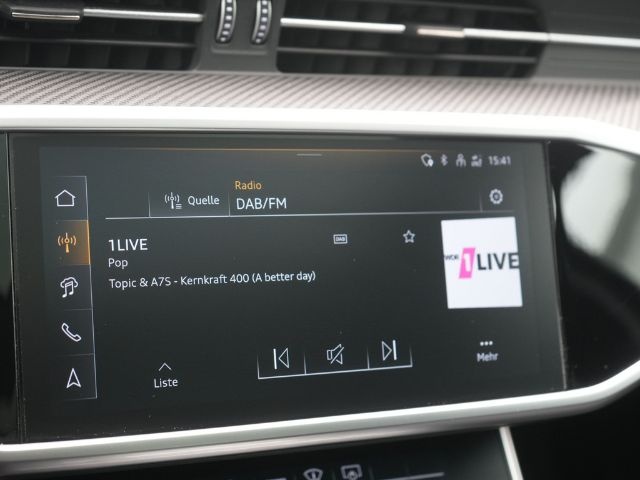 15:41
Radio
Quelle
DAB/FM
1LIVE
DAB
Pop
Topic & A7S - Kernkraft 400 (A better day)
WDR 1LIVE
Liste
Mehr